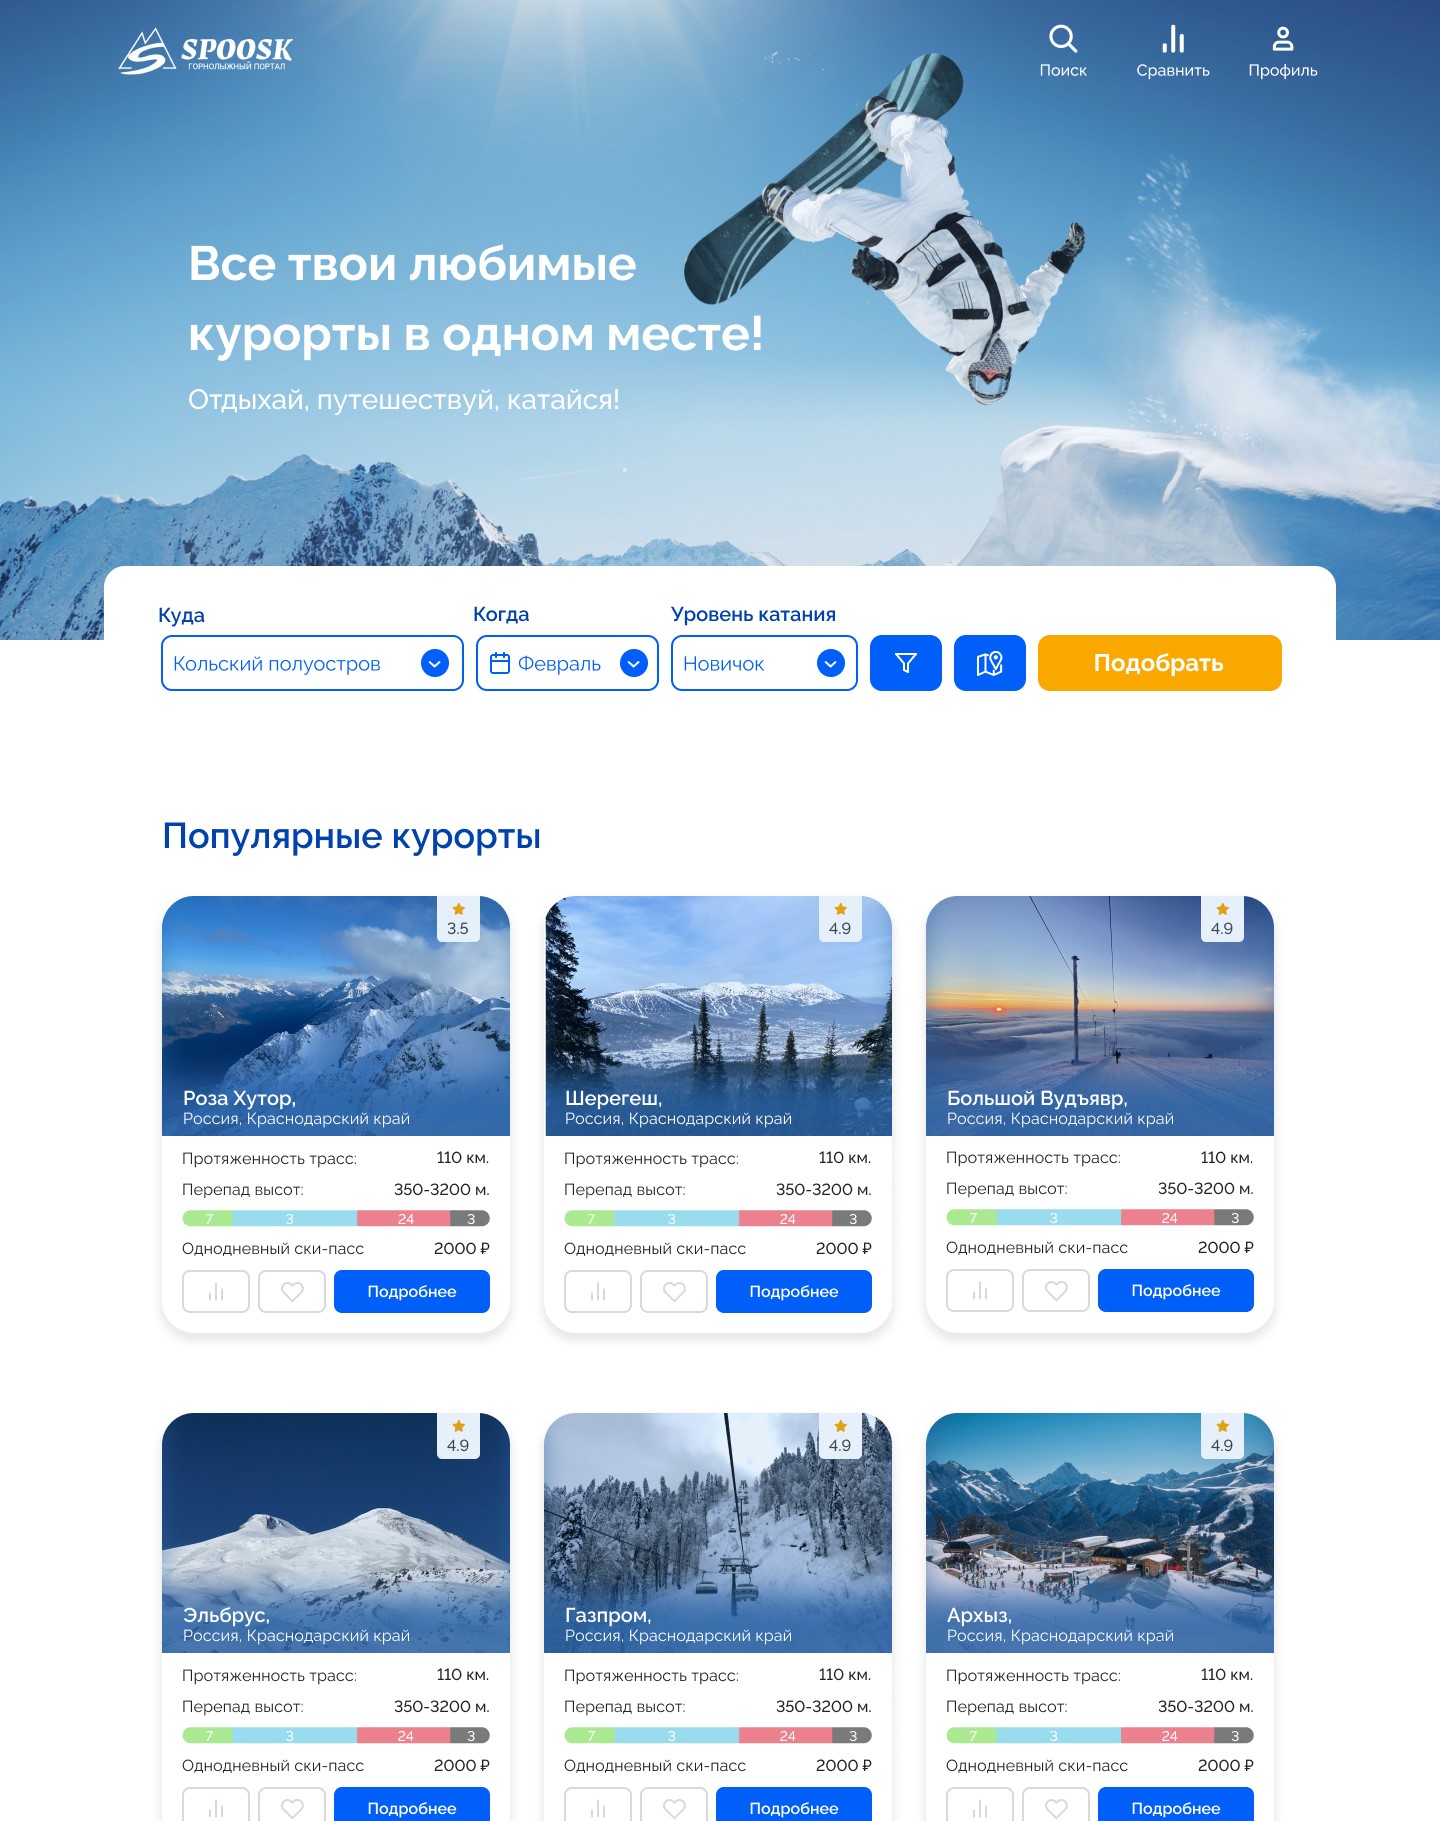 SPOOSK
ГОРНОЛЫЖНЫЙ ПОРТАЛ
Поиск
Сравнить
Профиль
Все твои любимые
курорты в одном месте!
Отдыхай, путешествуй, катайся!
Куда
Когда
Уровень катания
Кольский полуостров
Февраль
Новичок
Подобрать
Популярные курорты
3.5
Роза Хутор,
Россия, Краснодарский край
Протяженность трасс: 110 км.
Перепад высот: 350-3200 м.
7 3 24 3
Однодневный ски-пасс 2000 ₽
Подробнее
4.9
Шерегеш,
Россия, Краснодарский край
Протяженность трасс: 110 км.
Перепад высот: 350-3200 м.
7 3 24 3
Однодневный ски-пасс 2000 ₽
Подробнее
4.9
Большой Вудъявр,
Россия, Краснодарский край
Протяженность трасс: 110 км.
Перепад высот: 350-3200 м.
7 3 24 3
Однодневный ски-пасс 2000 ₽
Подробнее
4.9
Эльбрус,
Россия, Краснодарский край
Протяженность трасс: 110 км.
Перепад высот: 350-3200 м.
7 3 24 3
Однодневный ски-пасс 2000 ₽
Подробнее
4.9
Газпром,
Россия, Краснодарский край
Протяженность трасс: 110 км.
Перепад высот: 350-3200 м.
7 3 24 3
Однодневный ски-пасс 2000 ₽
Подробнее
4.9
Архыз,
Россия, Краснодарский край
Протяженность трасс: 110 км.
Перепад высот: 350-3200 м.
7 3 24 3
Однодневный ски-пасс 2000 ₽
Подробнее